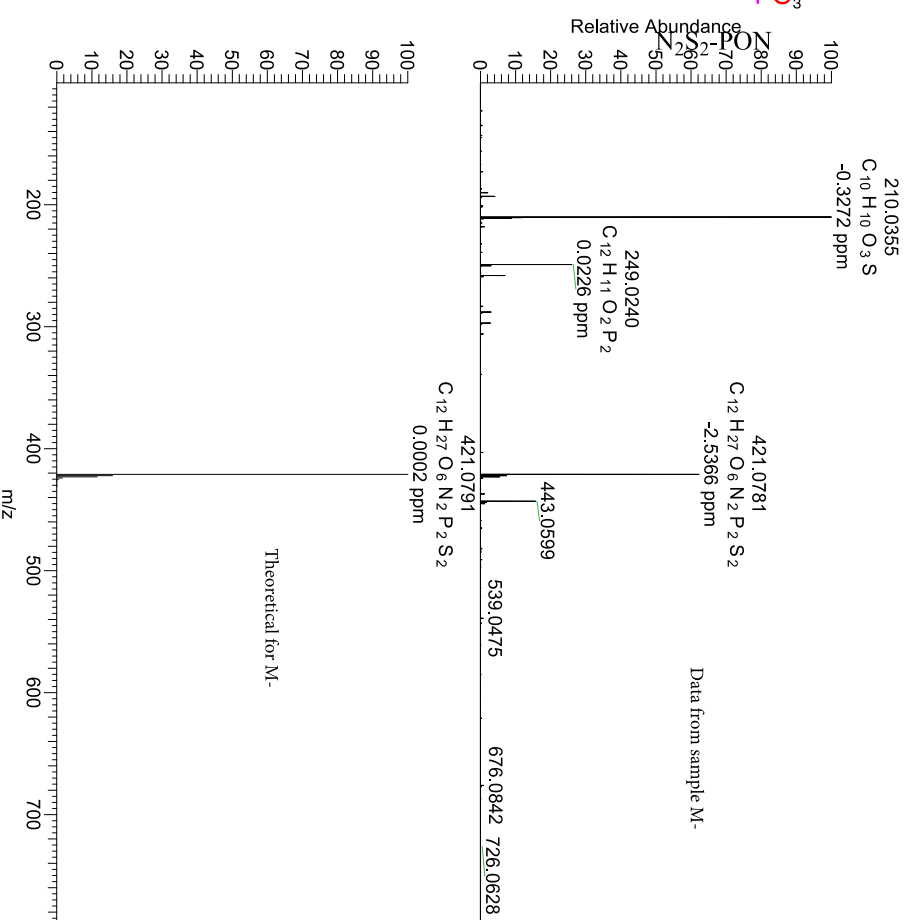 O3
N2S2-PON
Relative Abundance
0 10 20 30 40 50 60 70 80 90 100
210.0355
C10H10O3S
-0.3272 ppm
249.0240
C12H11O2P2
0.0226 ppm
421.0781
C12H27O6N2P2S2
-2.5366 ppm
443.0599
539.0475
676.0842
726.0628
Data from sample M-
0 10 20 30 40 50 60 70 80 90 100
421.0791
C12H27O6N2P2S2
0.0002 ppm
Theoretical for M-
200 300 400 500 600 700
m/z